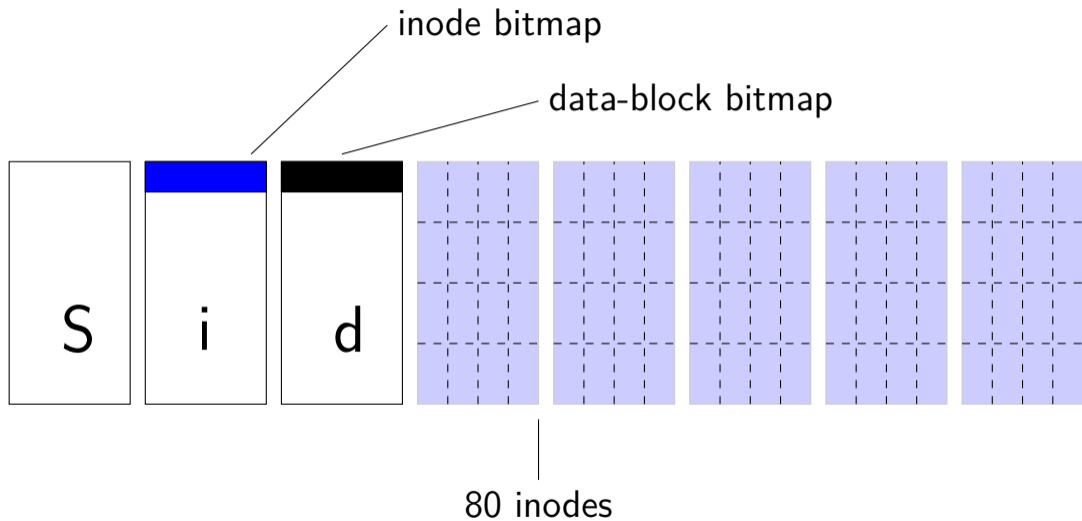 inode bitmap
data-block bitmap
S
i
d
80 inodes